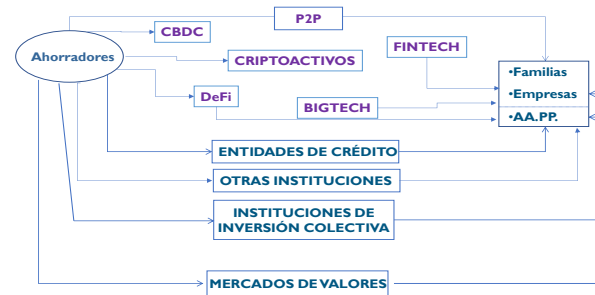 P2P
CBDC
Ahorradores
FINTECH
CRIPTOACTIVOS
•Familias
•Empresas
•AA.PP.
DeFi
BIGTECH
ENTIDADES DE CRÉDITO
OTRAS INSTITUCIONES
INSTITUCIONES DE
INVERSIÓN COLECTIVA
MERCADOS DE VALORES